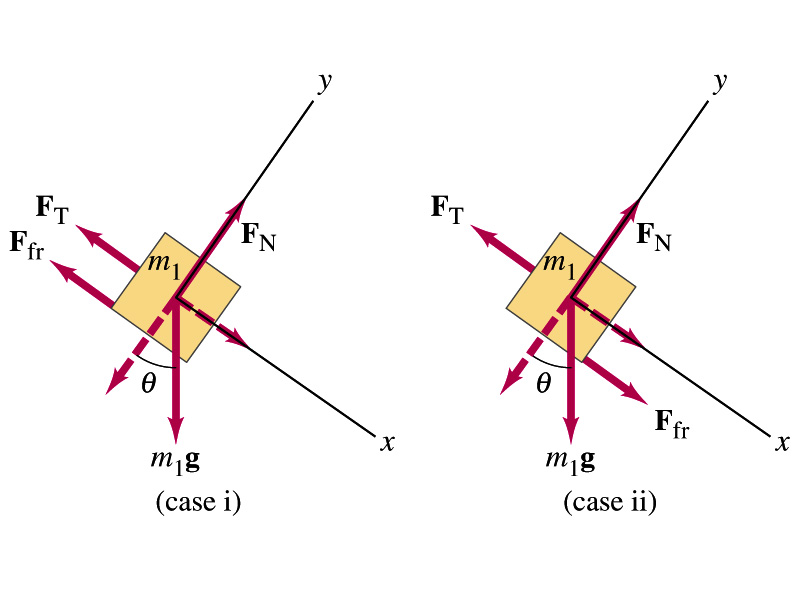 y
F_T
F_fr
F_N
m_1
θ
x
m_1g
(case i)
y
F_T
F_N
m_1
θ
F_fr
x
m_1g
(case ii)